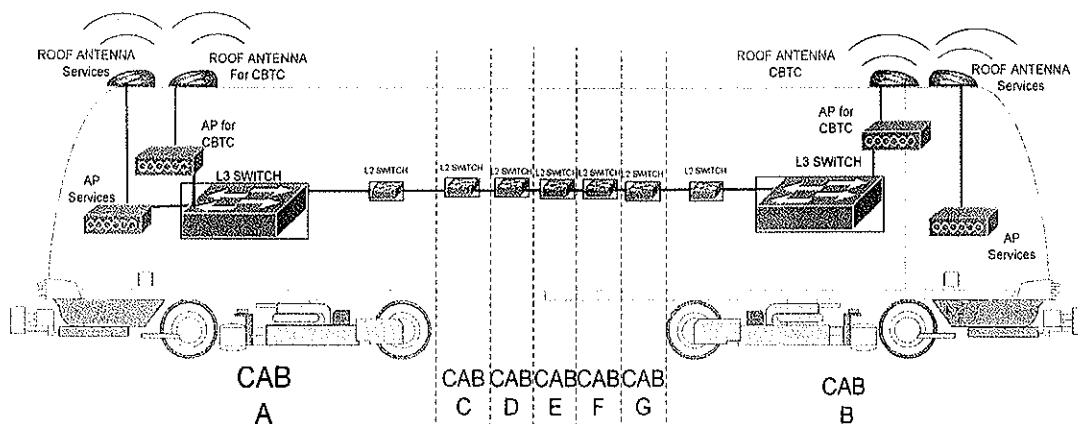 ROOF ANTENNA
Services
ROOF ANTENNA
For CBTC
ROOF ANTENNA
CBTC
ROOF ANTENNA
Services
AP for
CBTC
AP for
CBTC
L3 SWITCH
L2 SWITCH
L2 SWITCH
L2 SWITCH
L2 SWITCH
L2 SWITCH
L2 SWITCH
L2 SWITCH
L3 SWITCH
AP
Services
AP
Services
CAB
A
CAB
C
CAB
D
CAB
E
CAB
F
CAB
G
CAB
B